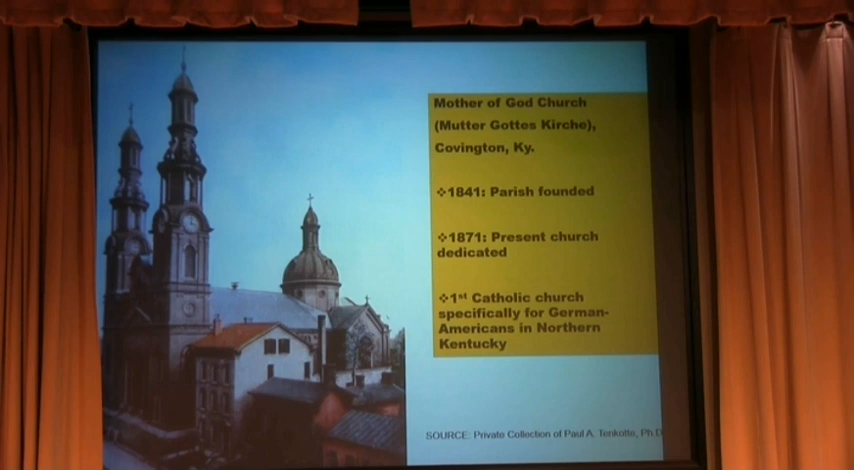 Mother of God Church
(Mutter Gottes Kirche),
Covington, Ky.
❖1841: Parish founded
❖1871: Present church
dedicated
❖1st Catholic church
specifically for German-
Americans in Northern
Kentucky
SOURCE: Private Collection of Paul A. Tenkotte, Ph.D